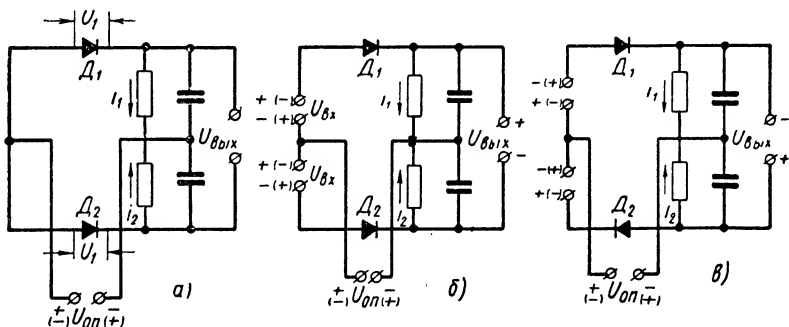 U₁
Д₁
I₁
Uвых
I₂
Д₂
U₁
+ −
(−) Uоп (+)
а)
Д₁
+ (−)
− (+)
Uвх
I₁
+
Uвых
−
+ (−)
− (+)
Uвх
Д₂
I₂
+ −
(−) Uоп (+)
б)
Д₁
− (+)
+ (−)
I₁
−
Uвых
+
− (+)
+ (−)
Д₂
I₂
+ −
(−) Uоп (+)
в)